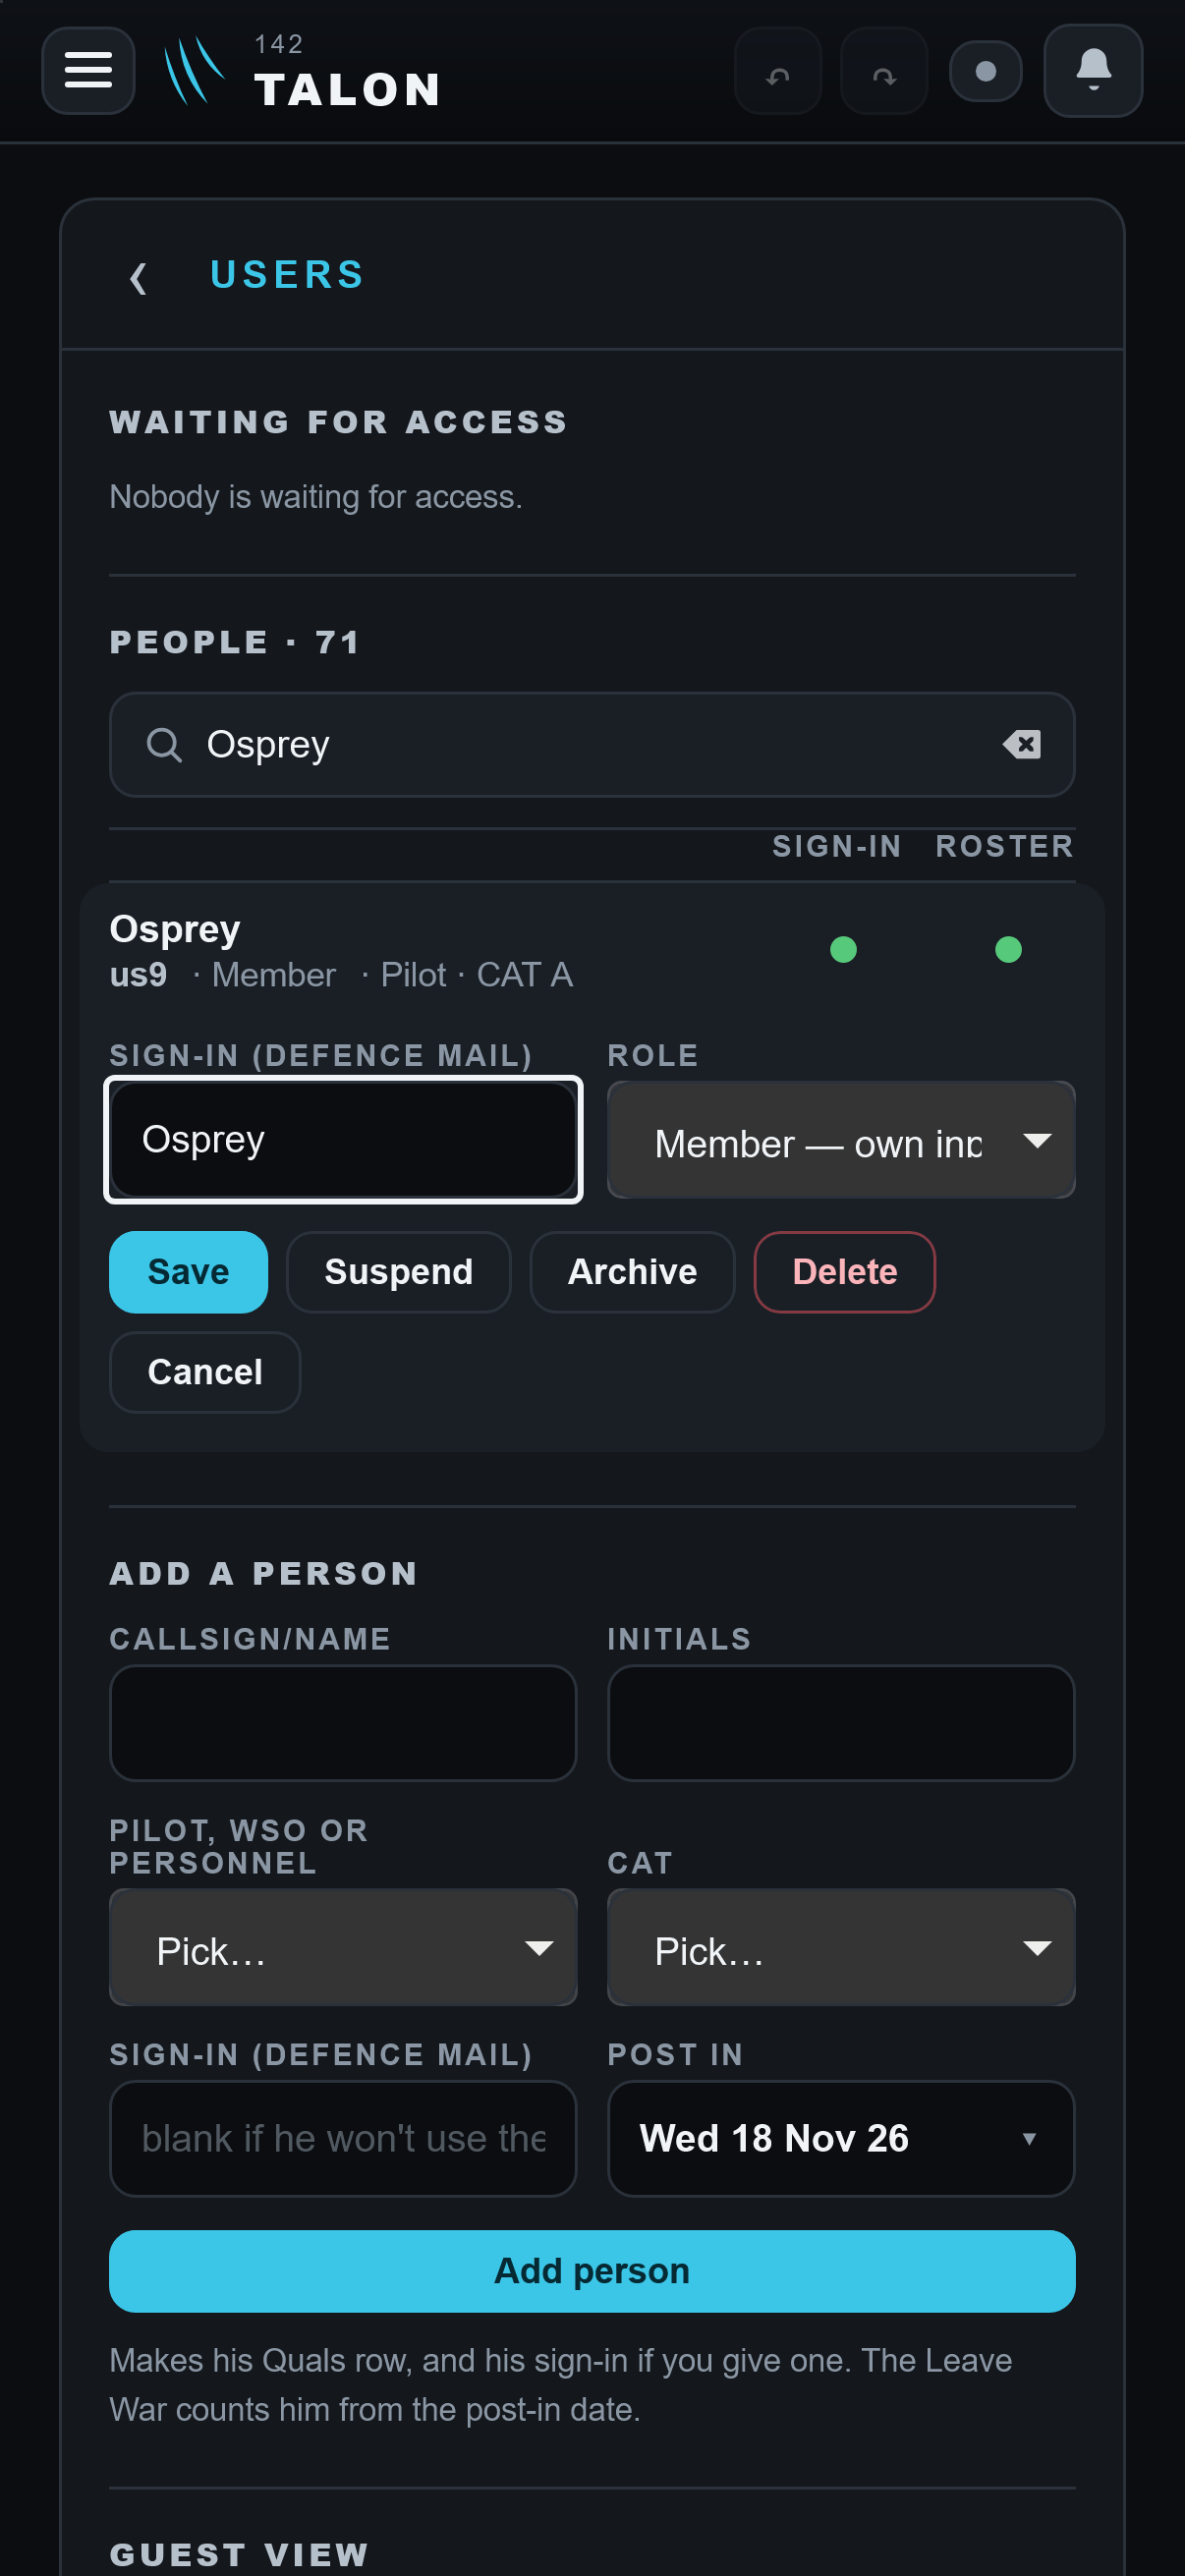 142
TALON
USERS
WAITING FOR ACCESS
Nobody is waiting for access.
PEOPLE · 71
Osprey
SIGN-IN ROSTER
Osprey
us9 · Member · Pilot · CAT A
SIGN-IN (DEFENCE MAIL) ROLE
Osprey Member — own inp
Save Suspend Archive Delete
Cancel
ADD A PERSON
CALLSIGN/NAME INITIALS
PILOT, WSO OR
PERSONNEL CAT
Pick… Pick…
SIGN-IN (DEFENCE MAIL) POST IN
blank if he won't use the Wed 18 Nov 26
Add person
Makes his Quals row, and his sign-in if you give one. The Leave
War counts him from the post-in date.
GUEST VIEW